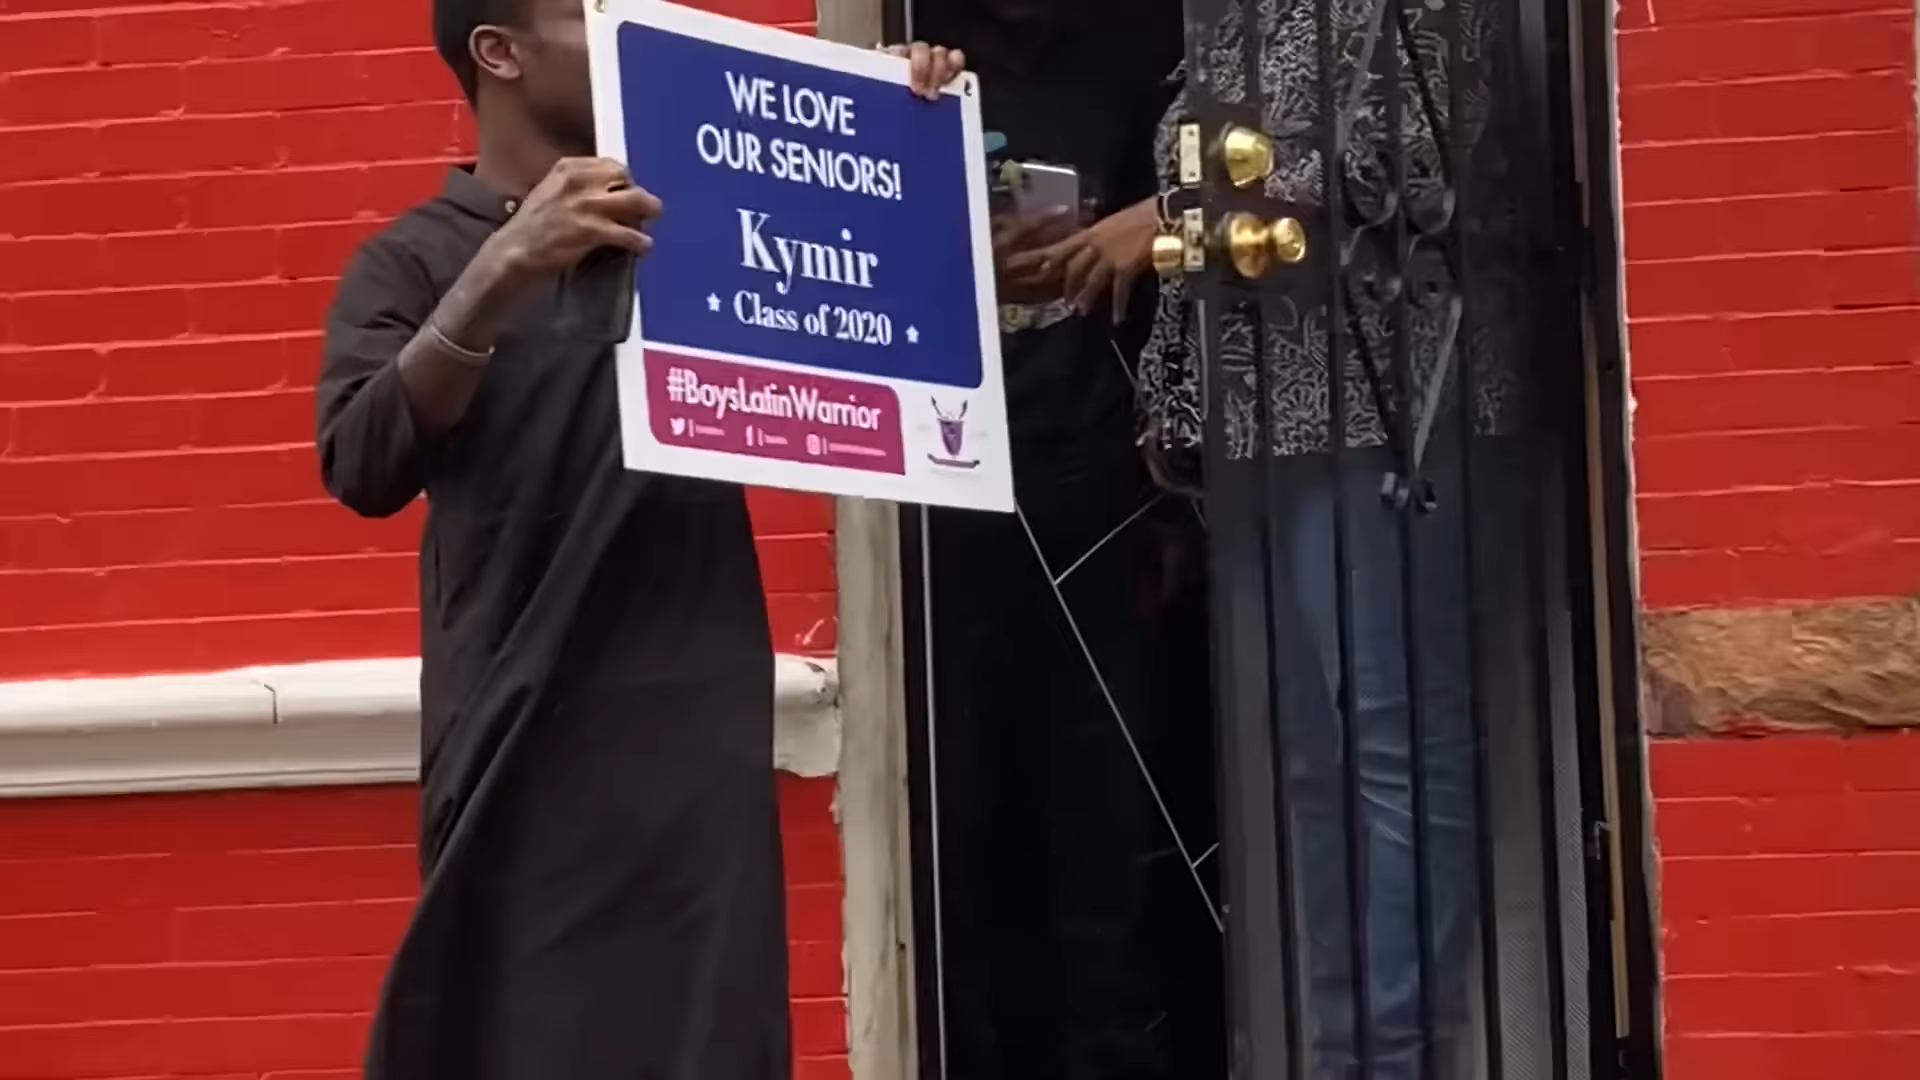 WE LOVE
OUR SENIORS!
Kymir
Class of 2020
#BoysLatinWarrior